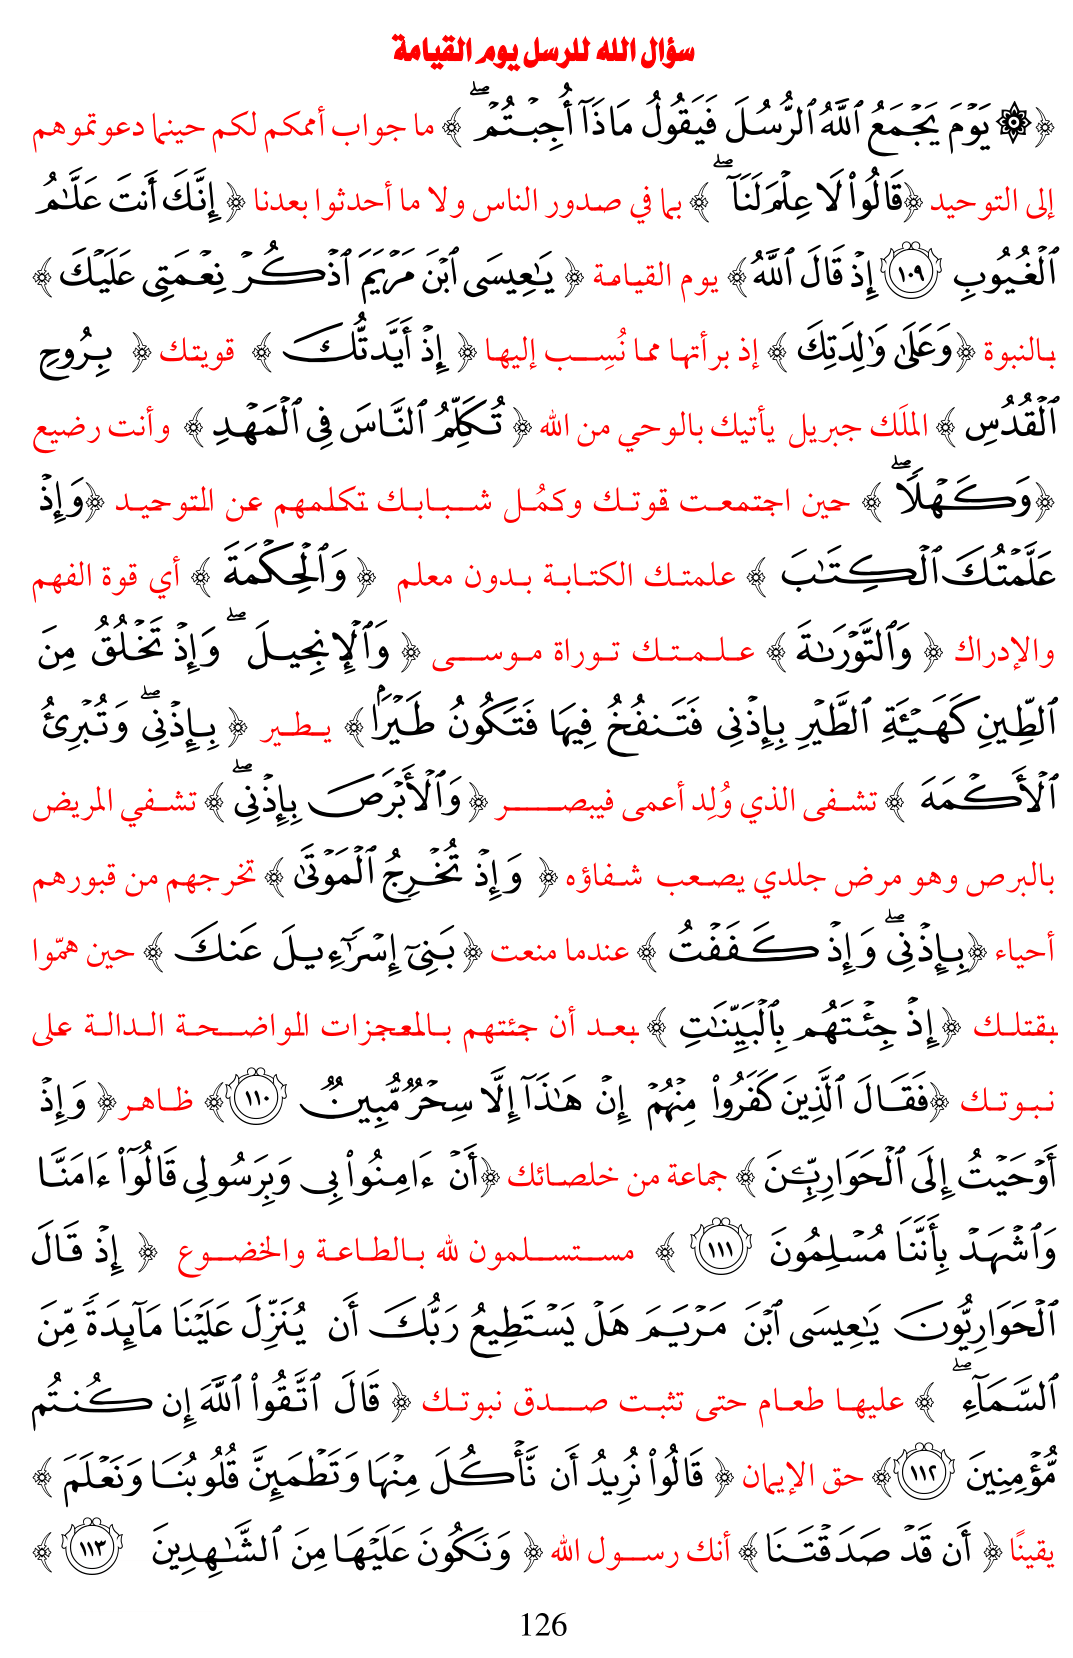 سؤال الله للرسل يوم القيامة
﴿ ۞ يَوْمَ يَجْمَعُ ٱللَّهُ ٱلرُّسُلَ فَيَقُولُ مَاذَآ أُجِبْتُمْ ۖ ﴾ ما جواب أممكم لكم حينما دعوتموهم
إلى التوحيد ﴿قَالُوا۟ لَا عِلْمَ لَنَآ ۖ ﴾ بما في صدور الناس ولا ما أحدثوا بعدنا ﴿ إِنَّكَ أَنتَ عَلَّـٰمُ
ٱلْغُيُوبِ ١٠٩ إِذْ قَالَ ٱللَّهُ﴾ يوم القيامة ﴿ يَـٰعِيسَى ٱبْنَ مَرْيَمَ ٱذْكُرْ نِعْمَتِى عَلَيْكَ ﴾
بالنبوة ﴿وَعَلَىٰ وَٰلِدَتِكَ ﴾ إذ برأتها مما نُسِب إليها ﴿ إِذْ أَيَّدتُّكَ ﴾ قويتك ﴿ بِرُوحِ
ٱلْقُدُسِ ﴾ الملَك جبريل يأتيك بالوحي من الله ﴿ تُكَلِّمُ ٱلنَّاسَ فِى ٱلْمَهْدِ ﴾ وأنت رضيع
﴿وَكَهْلًا ۖ ﴾ حين اجتمعت قوتك وكمُل شبابك تكلمهم عن التوحيد ﴿وَإِذْ
عَلَّمْتُكَ ٱلْكِتَـٰبَ ﴾ علمتك الكتابة بدون معلم ﴿ وَٱلْحِكْمَةَ ﴾ أي قوة الفهم
والإدراك ﴿ وَٱلتَّوْرَىٰةَ ﴾ علمتك توراة موسى ﴿ وَٱلْإِنجِيلَ ۖ وَإِذْ تَخْلُقُ مِنَ
ٱلطِّينِ كَهَيْـَٔةِ ٱلطَّيْرِ بِإِذْنِى فَتَنفُخُ فِيهَا فَتَكُونُ طَيْرًۢا ﴾ يطير ﴿ بِإِذْنِى ۖ وَتُبْرِئُ
ٱلْأَكْمَهَ ﴾ تشفى الذي وُلِد أعمى فيبصر ﴿ وَٱلْأَبْرَصَ بِإِذْنِى ۖ ﴾ تشفي المريض
بالبرص وهو مرض جلدي يصعب شفاؤه ﴿ وَإِذْ تُخْرِجُ ٱلْمَوْتَىٰ ﴾ تخرجهم من قبورهم
أحياء ﴿بِإِذْنِى ۖ وَإِذْ كَفَفْتُ ﴾ عندما منعت ﴿ بَنِىٓ إِسْرَٰٓءِيلَ عَنكَ ﴾ حين همّوا
بقتلك ﴿ إِذْ جِئْتَهُم بِٱلْبَيِّنَـٰتِ ﴾ بعد أن جئتهم بالمعجزات الواضحة الدالة على
نبوتك ﴿فَقَالَ ٱلَّذِينَ كَفَرُوا۟ مِنْهُمْ إِنْ هَـٰذَآ إِلَّا سِحْرٌ مُّبِينٌ ١١٠ ﴾ ظاهر ﴿ وَإِذْ
أَوْحَيْتُ إِلَى ٱلْحَوَارِيِّـۧنَ ﴾ جماعة من خلصائك ﴿أَنْ ءَامِنُوا۟ بِى وَبِرَسُولِى قَالُوٓا۟ ءَامَنَّا
وَٱشْهَدْ بِأَنَّنَا مُسْلِمُونَ ١١١ ﴾ مستسلمون لله بالطاعة والخضوع ﴿ إِذْ قَالَ
ٱلْحَوَارِيُّونَ يَـٰعِيسَى ٱبْنَ مَرْيَمَ هَلْ يَسْتَطِيعُ رَبُّكَ أَن يُنَزِّلَ عَلَيْنَا مَآئِدَةً مِّنَ
ٱلسَّمَآءِ ۖ ﴾ عليها طعام حتى تثبت صدق نبوتك ﴿ قَالَ ٱتَّقُوا۟ ٱللَّهَ إِن كُنتُم
مُّؤْمِنِينَ ١١٢ ﴾ حق الإيمان ﴿ قَالُوا۟ نُرِيدُ أَن نَّأْكُلَ مِنْهَا وَتَطْمَئِنَّ قُلُوبُنَا وَنَعْلَمَ ﴾
يقينًا ﴿ أَن قَدْ صَدَقْتَنَا ﴾ أنك رسول الله ﴿ وَنَكُونَ عَلَيْهَا مِنَ ٱلشَّـٰهِدِينَ ١١٣ ﴾
126